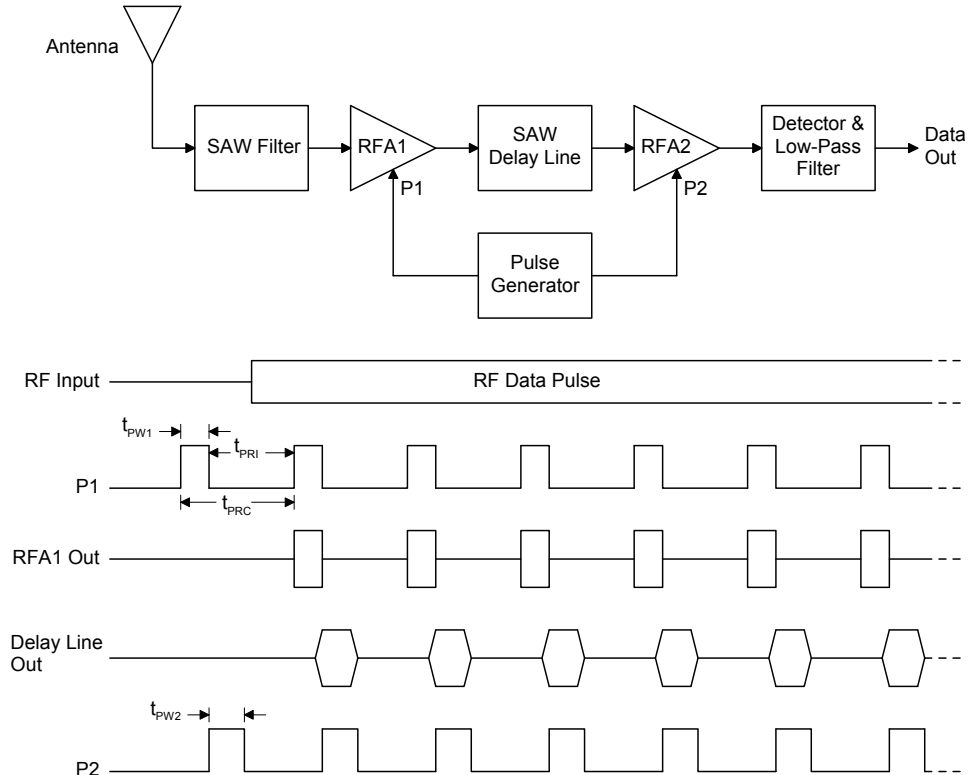 Antenna
SAW Filter
RFA1
SAW
Delay Line
RFA2
Detector &
Low-Pass
Filter
Data
Out
P1
P2
Pulse
Generator
RF Input
RF Data Pulse
tPW1
tPRI
P1
tPRC
RFA1 Out
Delay Line
Out
tPW2
P2